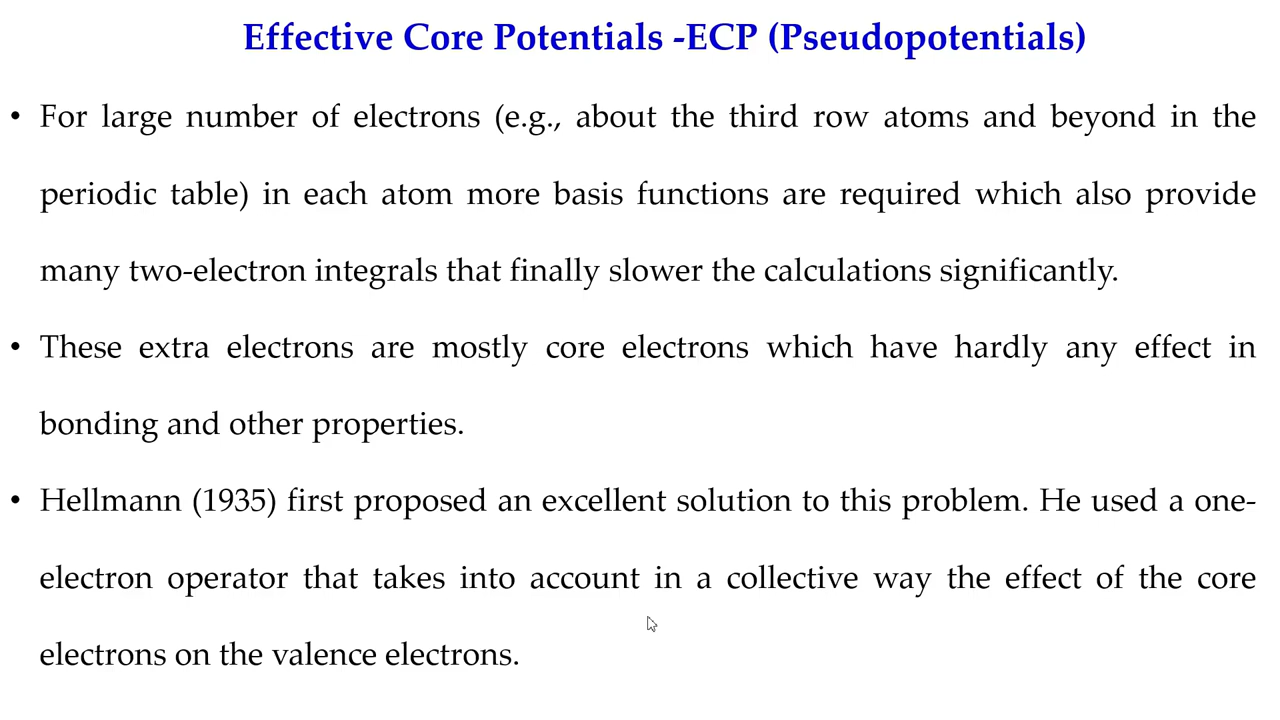 Effective Core Potentials -ECP (Pseudopotentials)
• For large number of electrons (e.g., about the third row atoms and beyond in the
periodic table) in each atom more basis functions are required which also provide
many two-electron integrals that finally slower the calculations significantly.
• These extra electrons are mostly core electrons which have hardly any effect in
bonding and other properties.
• Hellmann (1935) first proposed an excellent solution to this problem. He used a one-
electron operator that takes into account in a collective way the effect of the core
electrons on the valence electrons.